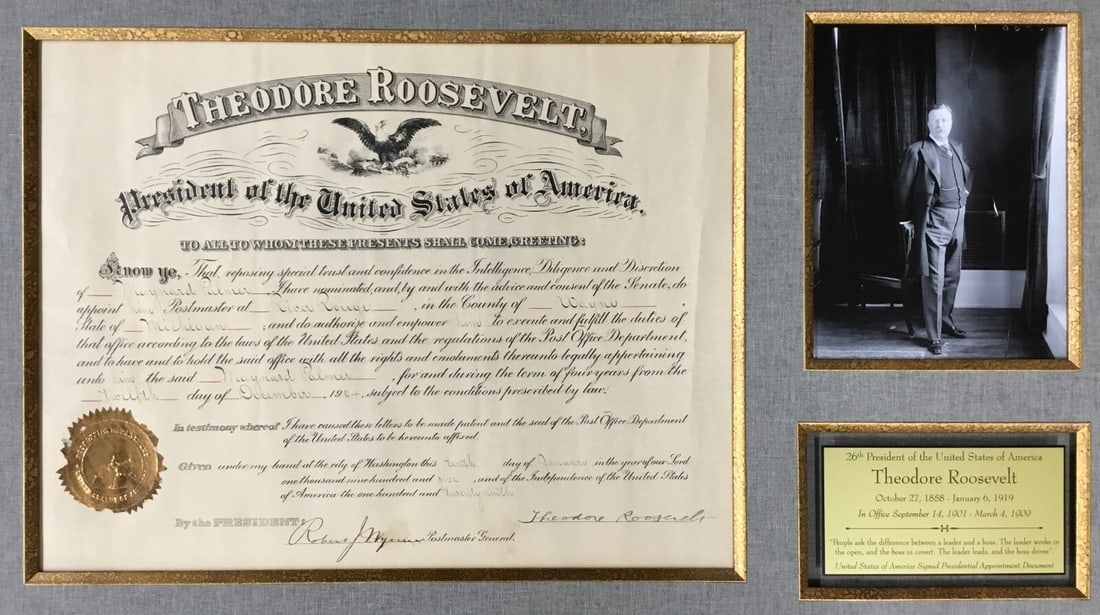 THEODORE ROOSEVELT,
President of the United States of America.
TO ALL TO WHOM THESE PRESENTS SHALL COME, GREETING:
Know ye, That, reposing special trust and confidence in the Intelligence, Diligence and Discretion
of Maynard Palmer, I have nominated, and, by and with the advice and consent of the Senate, do
appoint him Postmaster at River Rouge, in the County of Wayne,
State of Michigan; and do authorize and empower him to execute and fulfill the duties of
that office according to the laws of the United States and the regulations of the Post Office Department,
and to have and to hold the said office with all the rights and emoluments thereunto legally appertaining
unto him the said Maynard Palmer, for and during the term of four years from the
twelfth day of December, 1904, subject to the conditions prescribed by law.
In testimony whereof I have caused these letters to be made patent and the seal of the Post Office Department
of the United States to be hereunto affixed.
Given under my hand at the city of Washington this tenth day of January in the year of our Lord
one thousand nine hundred and five, and of the Independence of the United States
of America the one hundred and twentyninth
By the PRESIDENT:
Theodore Roosevelt
Robert J. Wynne Postmaster General.
26th President of the United States of America
Theodore Roosevelt
October 27, 1858 - January 6, 1919
In Office September 14, 1901 - March 4, 1909
"People ask the difference between a leader and a boss. The leader works in
the open, and the boss in covert. The leader leads, and the boss drives".
United States of America Signed Presidential Appointment Document